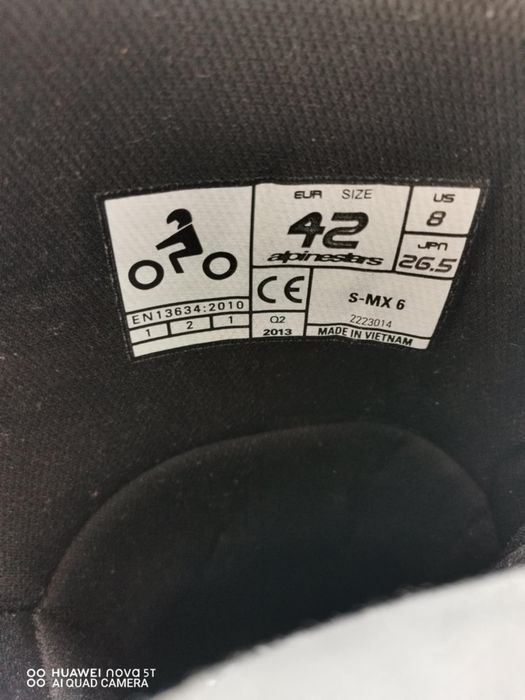 EUR SIZE
42
alpinestars
US
8
JPN
26.5
EN13634:2010
1 2 1
CE
Q2
2013
S-MX 6
2223014
MADE IN VIETNAM
HUAWEI nova 5T
AI QUAD CAMERA